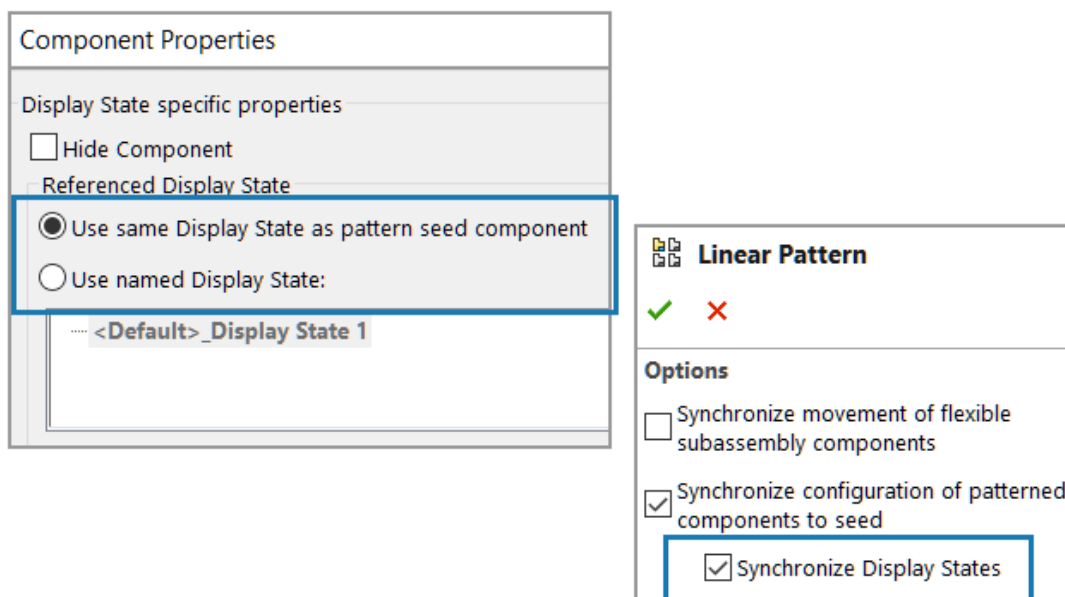 Component Properties
Display State specific properties
Hide Component
Referenced Display State
Use same Display State as pattern seed component
Use named Display State:
<Default>_Display State 1
Linear Pattern
Options
Synchronize movement of flexible
subassembly components
Synchronize configuration of patterned
components to seed
Synchronize Display States